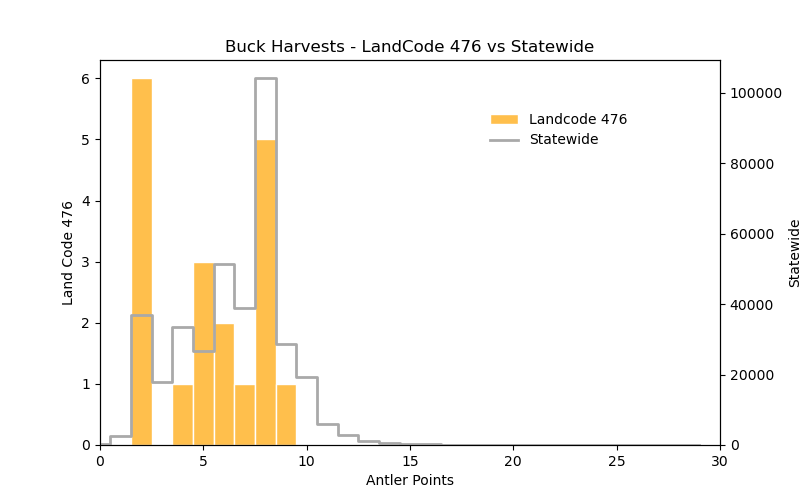 Buck Harvests - LandCode 476 vs Statewide
Landcode 476
Statewide
Land Code 476
6
5
4
3
2
1
0
100000
80000
60000
40000
20000
0
Statewide
0 5 10 15 20 25 30
Antler Points